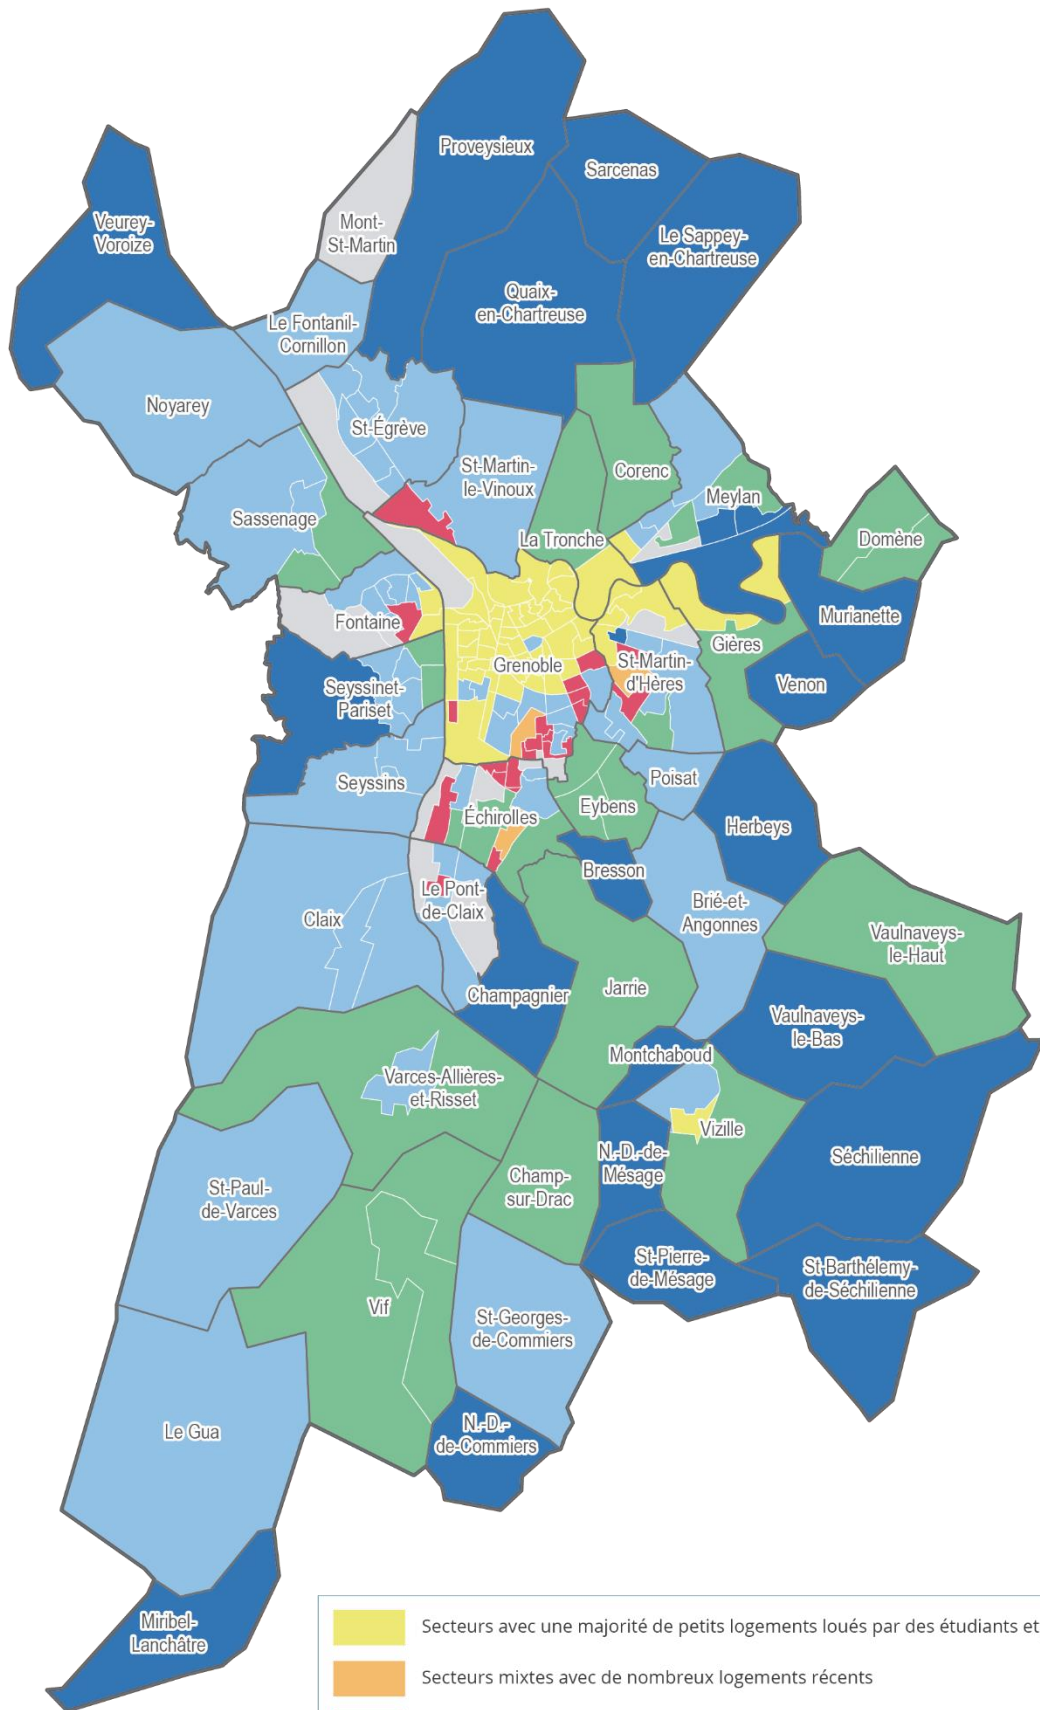 Proveysieux
Sarcenas
Veurey-
Voroize
Mont-
St-Martin
Le Sappey-
en-Chartreuse
Quaix-
en-Chartreuse
Le Fontanil-
Cornillon
Noyarey
St-Égrève
St-Martin-
le-Vinoux
Corenc
Meylan
Sassenage
La Tronche
Domène
Fontaine
Murianette
Gières
Grenoble
St-Martin-
d'Hères
Venon
Seyssinet-
Pariset
Seyssins
Poisat
Échirolles
Eybens
Herbeys
Bresson
Le Pont-
de-Claix
Brié-et-
Angonnes
Claix
Vaulnaveys-
le-Haut
Jarrie
Champagnier
Vaulnaveys-
le-Bas
Montchaboud
Varces-Allières-
et-Risset
Vizille
N.-D.-de-
Mésage
Séchilienne
Champ-
sur-Drac
St-Paul-
de-Varces
St-Pierre-
de-Mésage
St-Barthélemy-
de-Séchilienne
Vif
St-Georges-
de-Commiers
Le Gua
N.-D.-
de-Commiers
Miribel-
Lanchâtre
Secteurs avec une majorité de petits logements loués par des étudiants et
Secteurs mixtes avec de nombreux logements récents